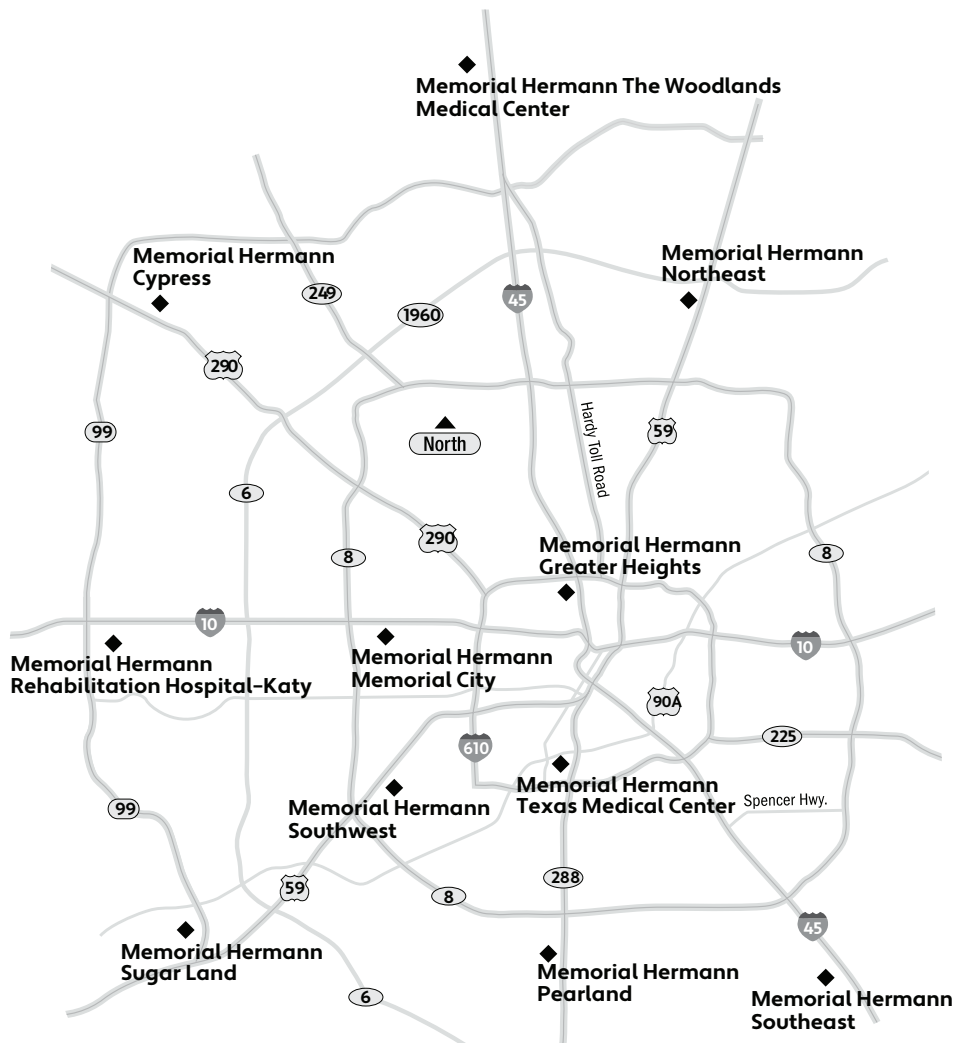 Memorial Hermann The Woodlands
Medical Center
Memorial Hermann
Cypress
Memorial Hermann
Northeast
249
45
1960
290
99
North
Hardy Toll Road
59
6
290
8
Memorial Hermann
Greater Heights
8
10
10
Memorial Hermann
Rehabilitation Hospital–Katy
Memorial Hermann
Memorial City
90A
610
225
Memorial Hermann
Texas Medical Center
Spencer Hwy.
99
Memorial Hermann
Southwest
59
8
288
45
Memorial Hermann
Sugar Land
Memorial Hermann
Pearland
6
Memorial Hermann
Southeast